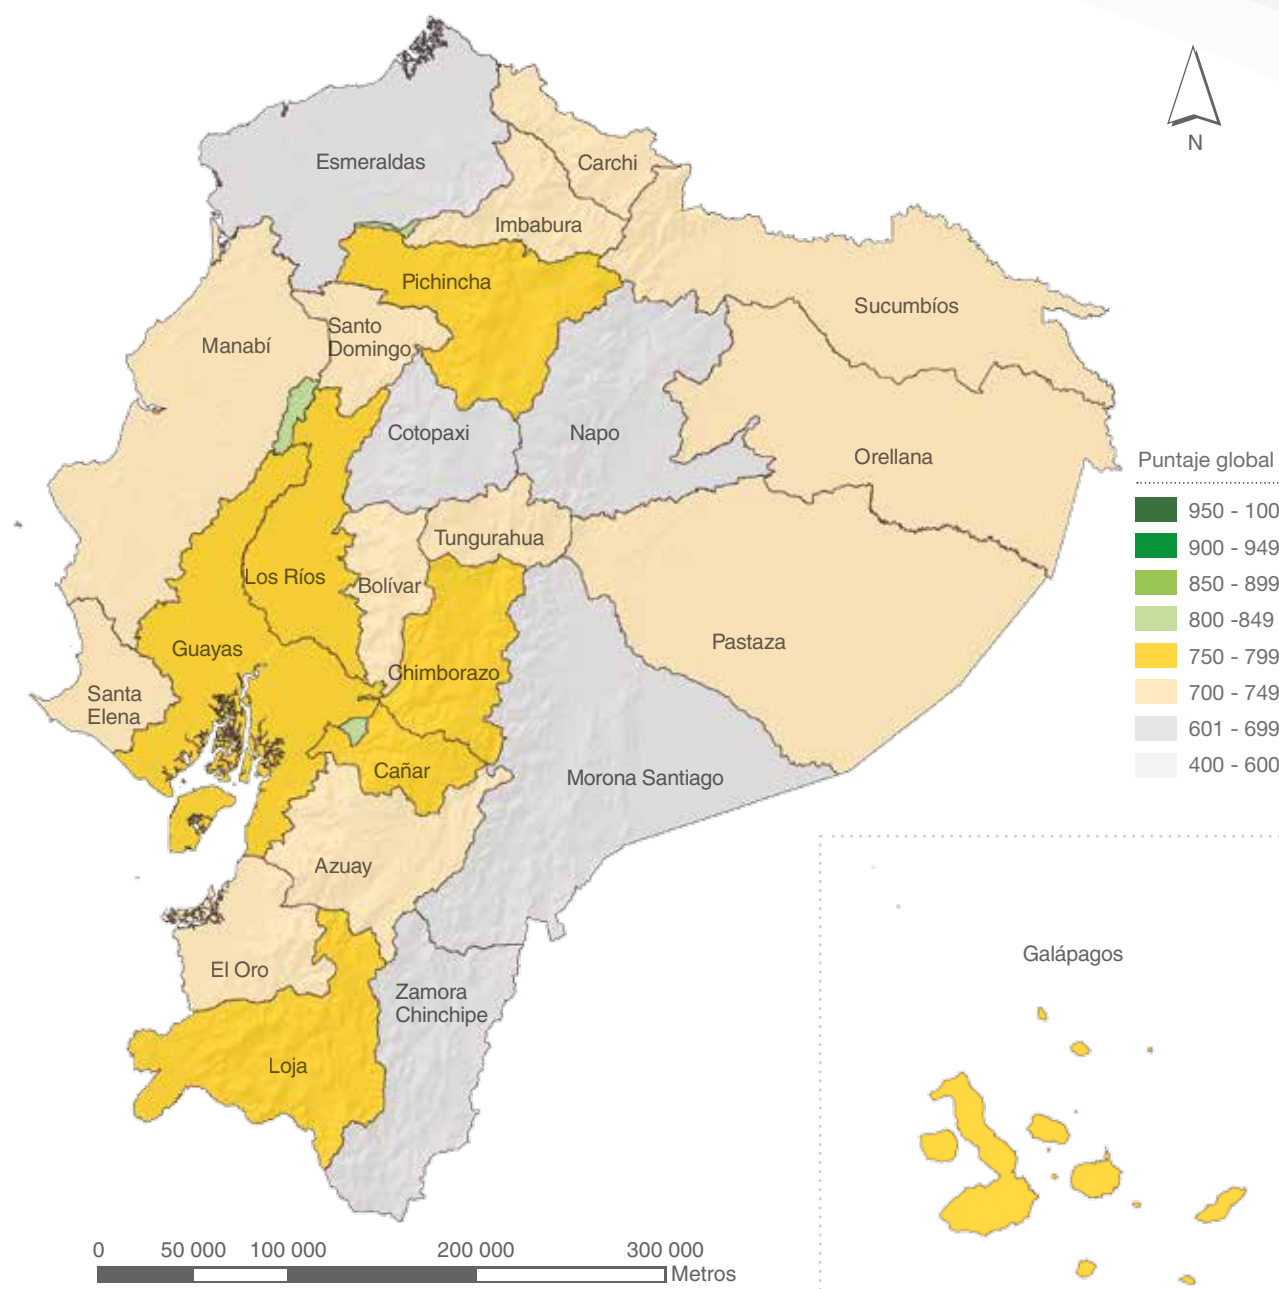 N
Esmeraldas
Carchi
Imbabura
Pichincha
Sucumbíos
Manabí
Santo
Domingo
Cotopaxi
Napo
Orellana
Puntaje global
950 - 100
900 - 949
850 - 899
800 -849
750 - 799
700 - 749
601 - 699
400 - 600
Tungurahua
Los Ríos
Bolívar
Pastaza
Guayas
Chimborazo
Santa
Elena
Cañar
Morona Santiago
Azuay
El Oro
Zamora
Chinchipe
Loja
Galápagos
0 50 000 100 000 200 000 300 000
Metros